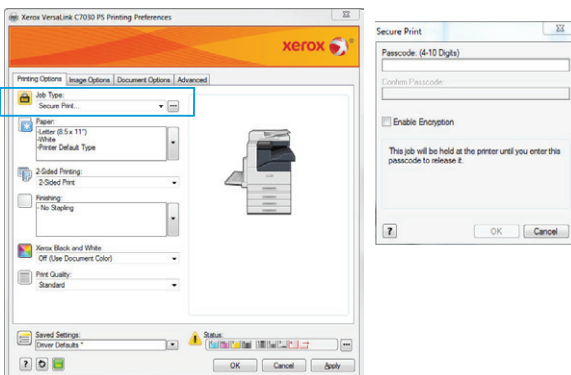 Xerox VersaLink C7030 PS Printing Preferences
xerox
Printing Options Image Options Document Options Advanced
Job Type:
Secure Print...
Paper:
-Letter (8.5 x 11")
-White
-Printer Default Type
2-Sided Printing:
2-Sided Print
Finishing:
- No Stapling
Xerox Black and White
Off (Use Document Color)
Print Quality:
Standard
Saved Settings:
Driver Defaults *
Status:
?
OK Cancel Apply
Secure Print
Passcode: (4-10 Digits)
Confirm Passcode:
Enable Encryption
This job will be held at the printer until you enter this
passcode to release it.
?
OK Cancel